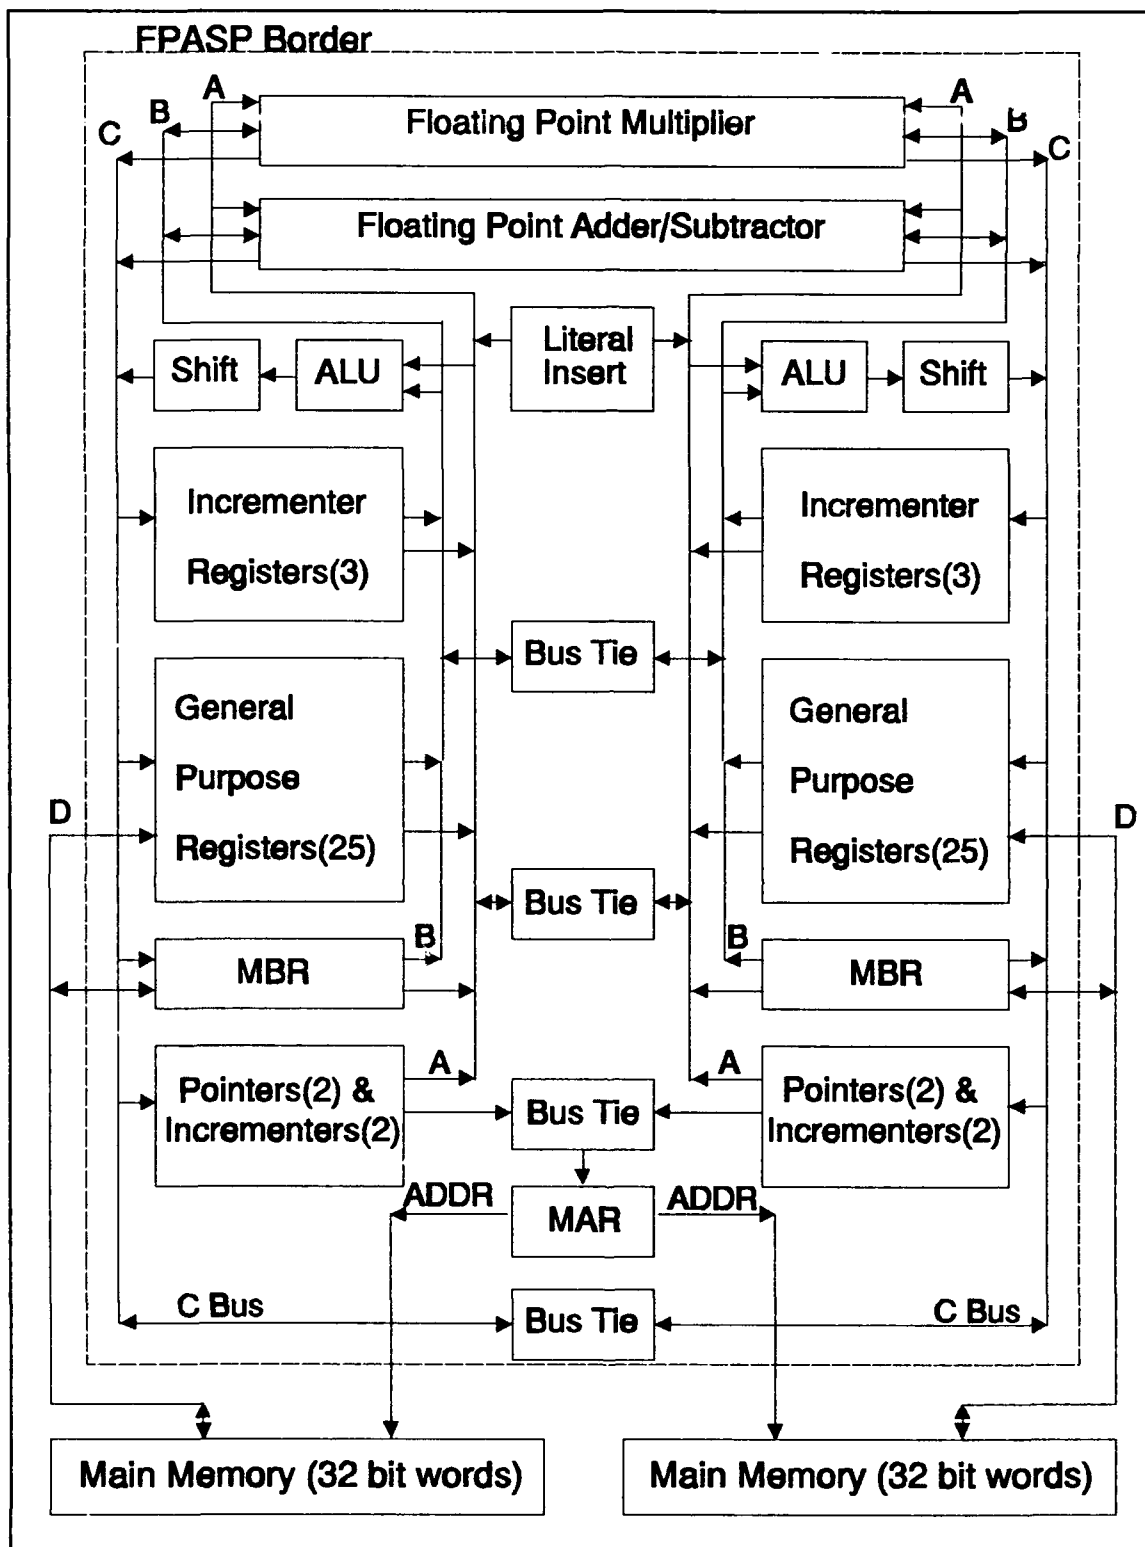 FPASP Border
A
A
B
B
C
C
Floating Point Multiplier
Floating Point Adder/Subtractor
Literal
Insert
Shift
ALU
ALU
Shift
Incrementer
Registers(3)
Incrementer
Registers(3)
Bus Tie
General
Purpose
Registers(25)
General
Purpose
Registers(25)
D
D
Bus Tie
B
B
MBR
MBR
A
A
Pointers(2) &
Incrementers(2)
Bus Tie
Pointers(2) &
Incrementers(2)
ADDR
MAR
ADDR
C Bus
Bus Tie
C Bus
Main Memory (32 bit words)
Main Memory (32 bit words)